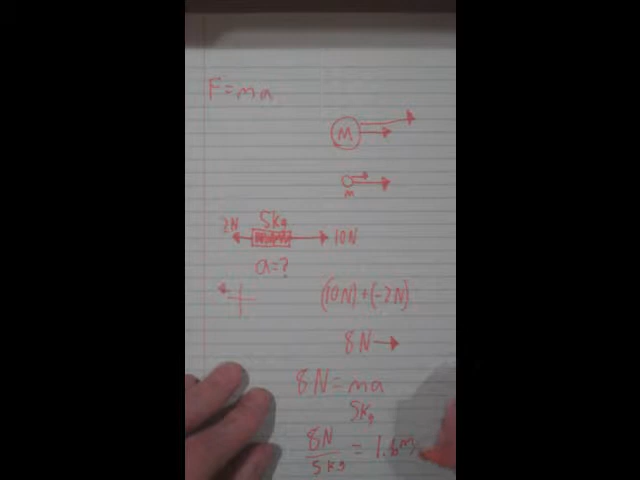 F = ma
M
m
5kg
2N 10N
a = ?
(10N) + (-2N)
8N →
8N = ma
5kg
8N
5kg = 1.6 m